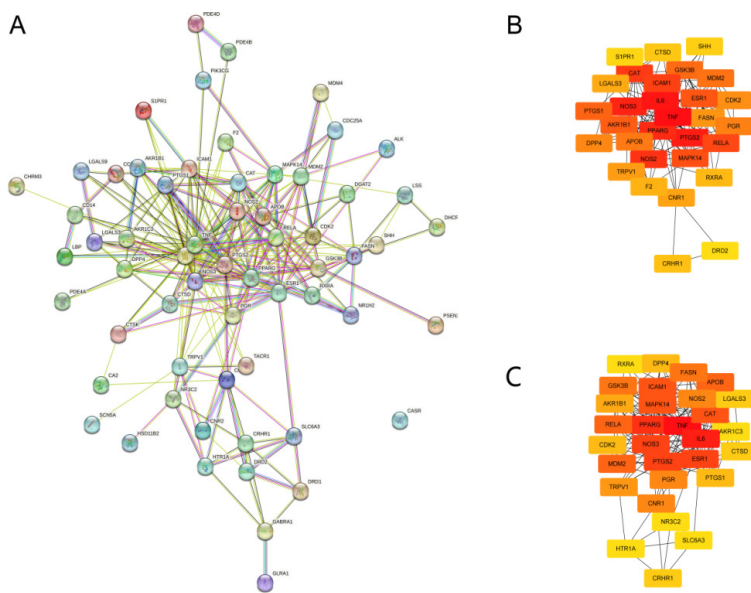 A
PDE4D
PDE4B
PIK3CG
MDM4
S1PR1
CDC25A
F2
ALK
LGALS9
AKR1B1
ICAM1
MAPK14
MDM2
PTGS1
CAT
CHRM3
CD14
NOS2
DGAT2
LSS
APOB
LGALS3
AKR1C3
RELA
CDK2
DHCR
LBP
TNF
SHH
DPP4
PTGS2
FASN
GSK3B
PDE4A
NOS3
PPARG
CTSD
ESR1
RXRA
PGR
NR1H2
CTSK
PSEN
TRPV1
TACR1
CA2
NR3C2
SCN5A
CASR
HSD11B2
CNR2
CRHR1
SLC6A3
HTR1A
DRD2
DRD1
GABRA1
GLRA1
B
SHH
S1PR1
CTSD
CAT
GSK3B
LGALS3
ICAM1
MDM2
IL6
ESR1
CDK2
PTGS1
NOS3
TNF
FASN
AKR1B1
PPARG
PGR
DPP4
APOB
PTGS2
RELA
NOS2
MAPK14
TRPV1
RXRA
F2
CNR1
DRD2
CRHR1
C
RXRA
DPP4
FASN
GSK3B
ICAM1
APOB
AKR1B1
MAPK14
NOS2
LGALS3
CAT
RELA
PPARG
TNF
AKR1C3
CDK2
NOS3
IL6
CTSD
MDM2
PTGS2
ESR1
TRPV1
PGR
PTGS1
CNR1
NR3C2
HTR1A
SLC6A3
CRHR1